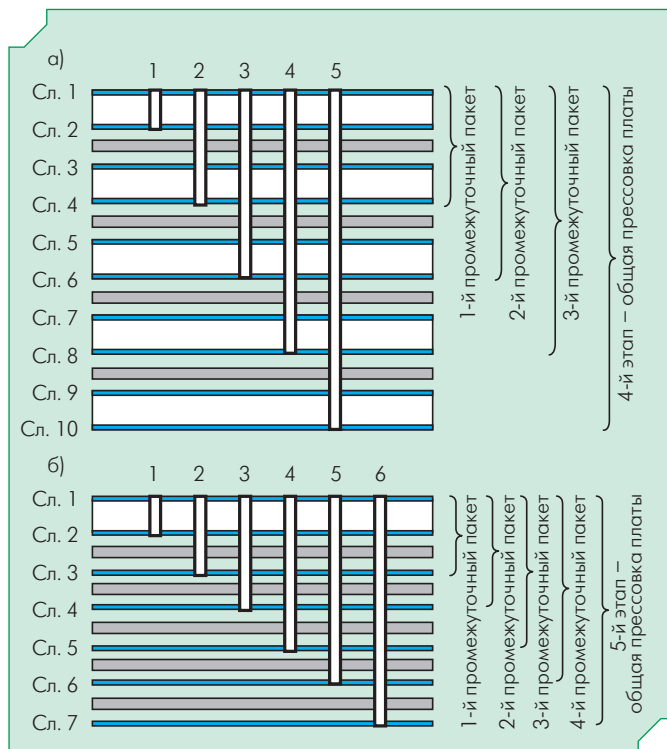 а)
1 2 3 4 5
Сл. 1
Сл. 2
Сл. 3
Сл. 4
Сл. 5
Сл. 6
Сл. 7
Сл. 8
Сл. 9
Сл. 10
1-й промежуточный пакет
2-й промежуточный пакет
3-й промежуточный пакет
4-й этап – общая прессовка платы
б)
1 2 3 4 5 6
Сл. 1
Сл. 2
Сл. 3
Сл. 4
Сл. 5
Сл. 6
Сл. 7
1-й промежуточный пакет
2-й промежуточный пакет
3-й промежуточный пакет
4-й промежуточный пакет
5-й этап –
общая прессовка платы